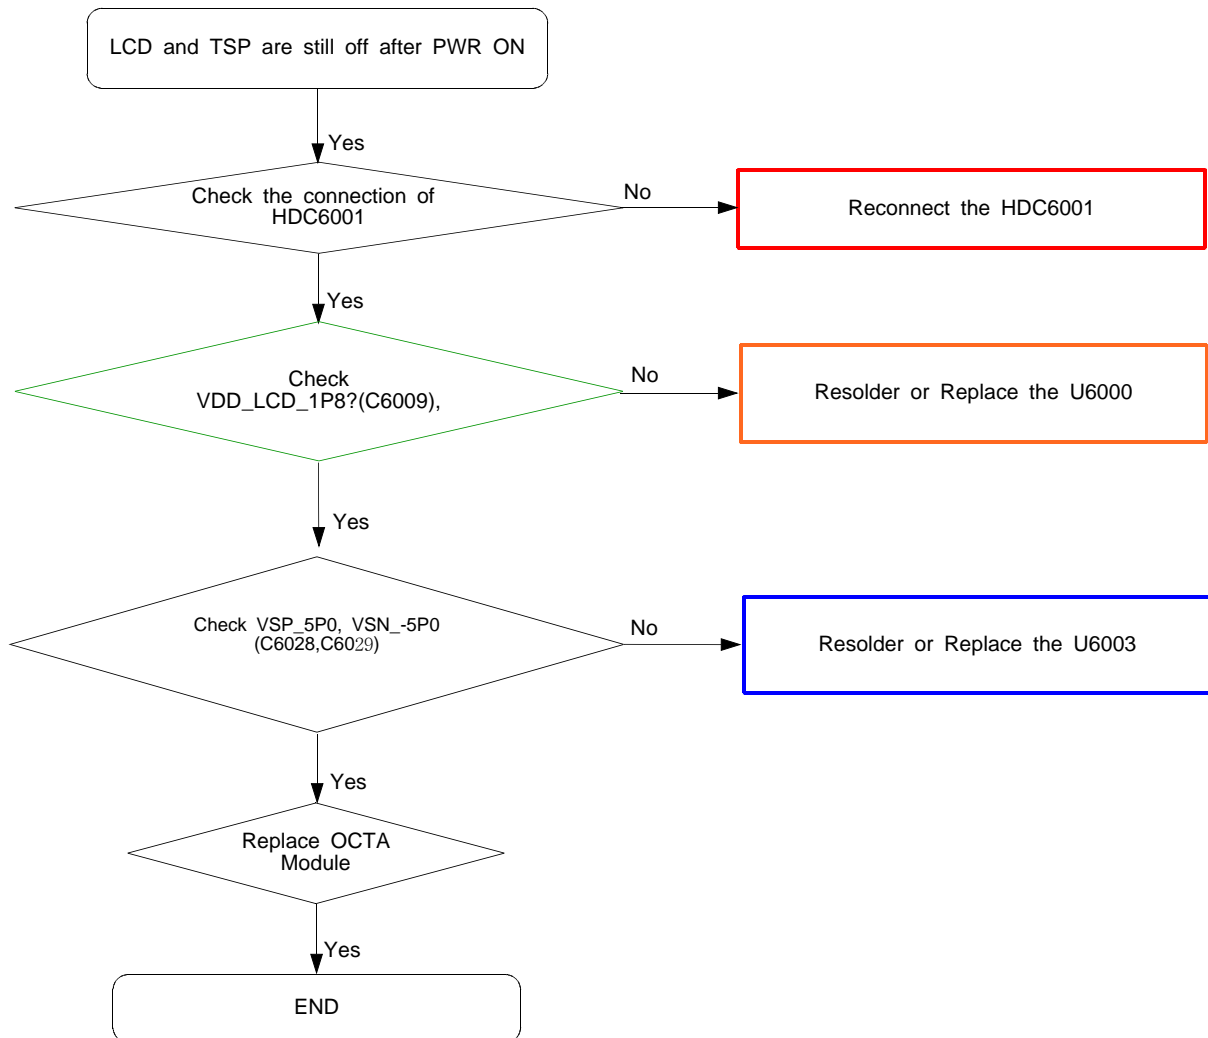 LCD and TSP are still off after PWR ON
Yes
Check the connection of
HDC6001
No
Reconnect the HDC6001
Yes
Check
VDD_LCD_1P8?(C6009),
No
Resolder or Replace the U6000
Yes
Check VSP_5P0, VSN_-5P0
(C6028,C6029)
No
Resolder or Replace the U6003
Yes
Replace OCTA
Module
Yes
END